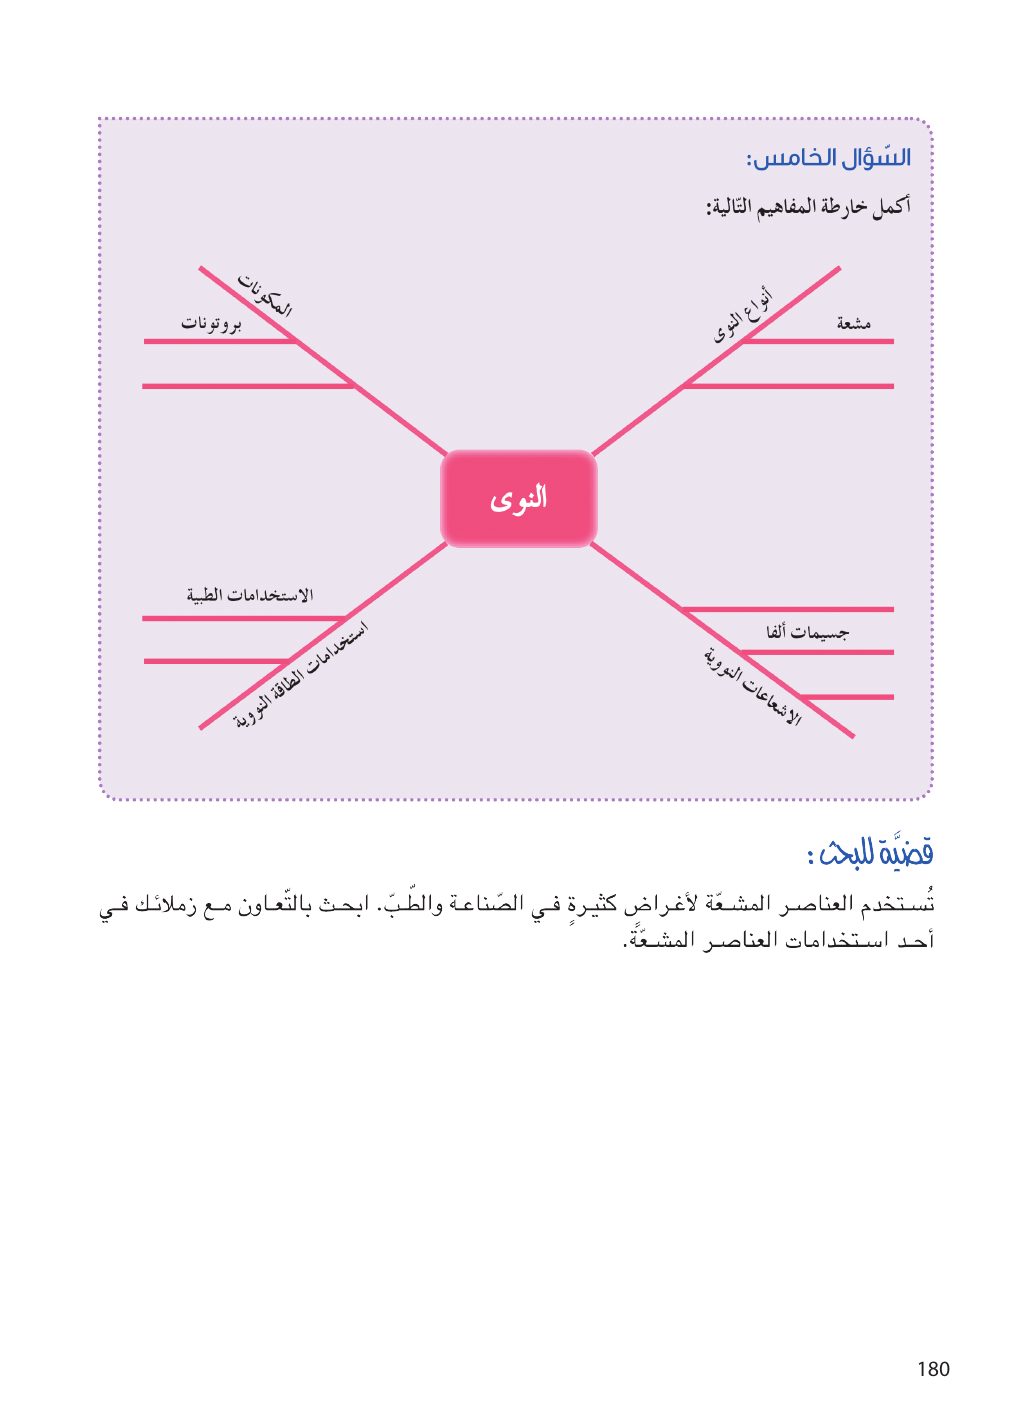 السّؤال الخامس:
أكمل خارطة المفاهيم التّالية:
أنواع النوى
مشعة
المكونات
بروتونات
النوى
جسيمات ألفا
الاشعاعات النووية
الاستخدامات الطبية
استخدامات الطاقة النووية
قضيَّة للبحث :
تُستخدم العناصر المشعّة لأغراضٍ كثيرةٍ في الصّناعة والطّبّ. ابحث بالتّعاون مع زملائك في
أحد استخدامات العناصر المشعّة.
180